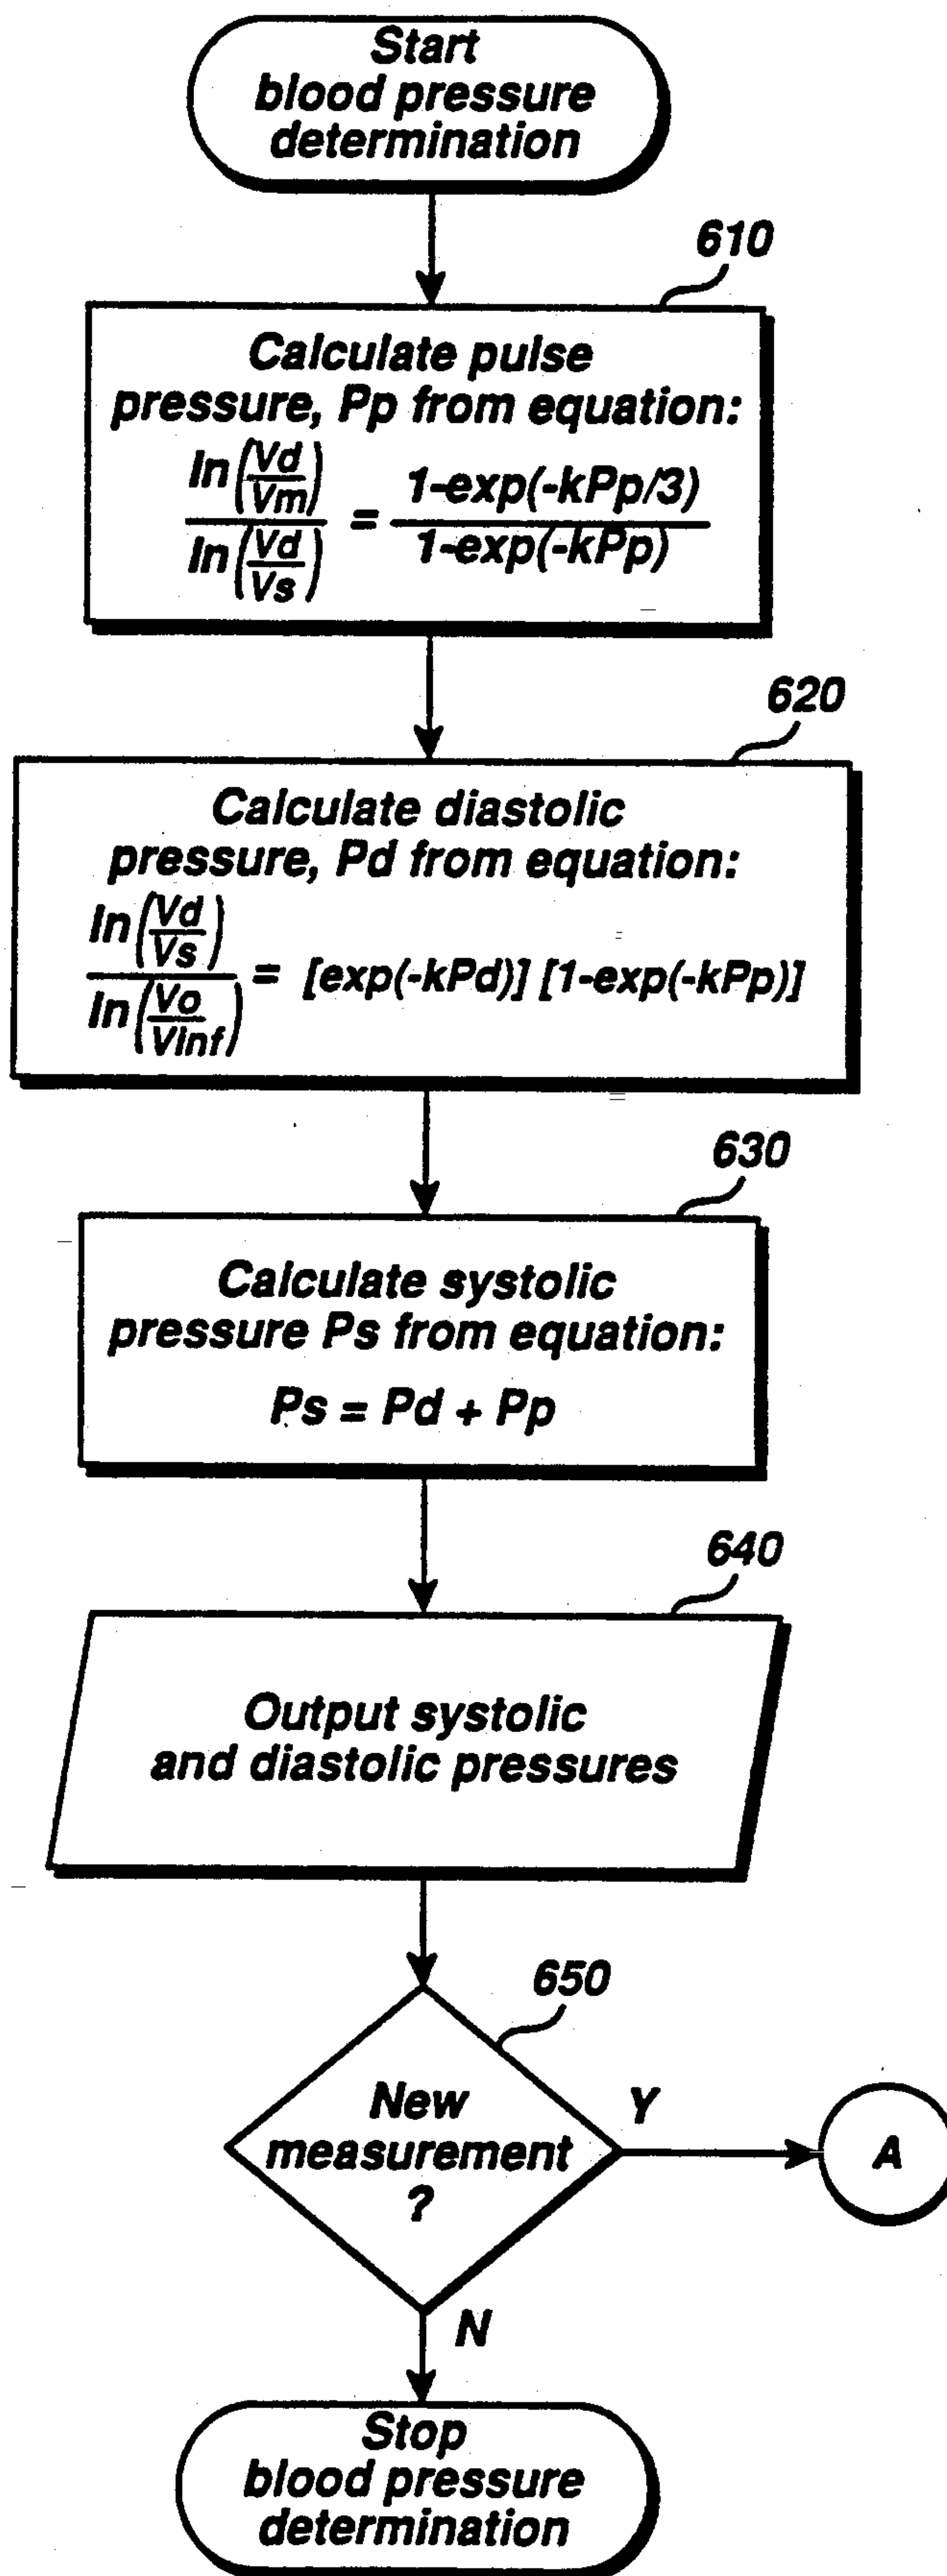 Start
blood pressure
determination
610
Calculate pulse
pressure, Pp from equation:
ln(Vd/Vm) / ln(Vd/Vs) = 1-exp(-kPp/3) / 1-exp(-kPp)
620
Calculate diastolic
pressure, Pd from equation:
ln(Vd/Vs) / ln(Vo/Vinf) = [exp(-kPd)] [1-exp(-kPp)]
630
Calculate systolic
pressure Ps from equation:
Ps = Pd + Pp
640
Output systolic
and diastolic pressures
650
New
measurement
?
Y
A
N
Stop
blood pressure
determination